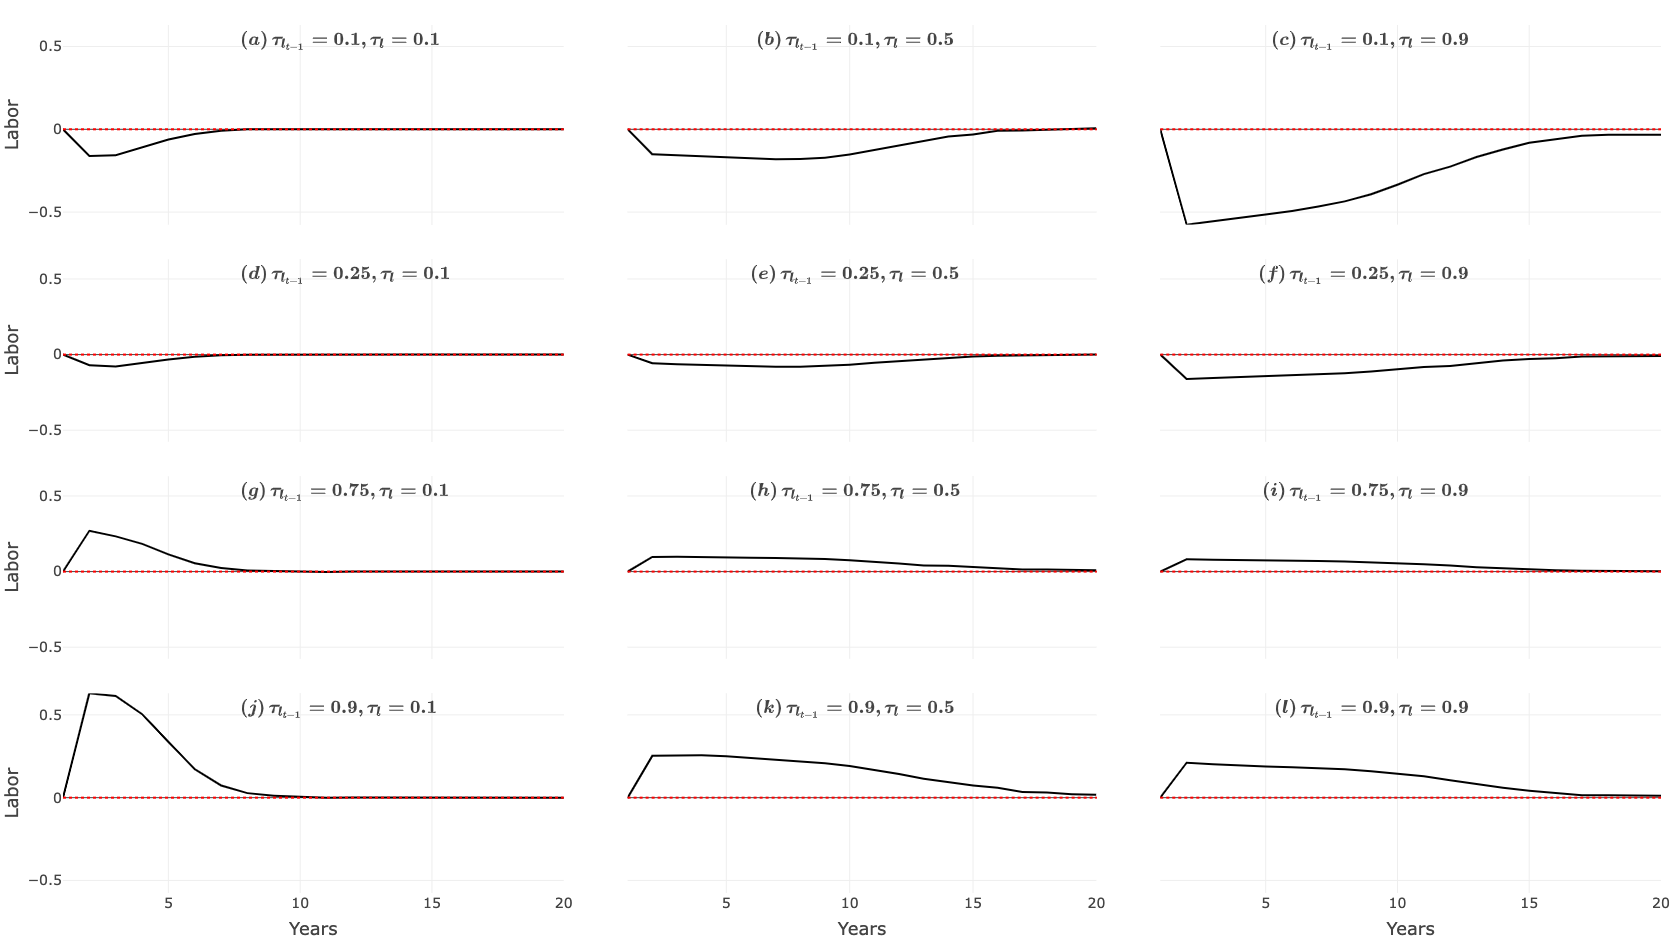 (a) τ_{l_{t−1}} = 0.1, τ_l = 0.1
(b) τ_{l_{t−1}} = 0.1, τ_l = 0.5
(c) τ_{l_{t−1}} = 0.1, τ_l = 0.9
0.5
0
−0.5
Labor
(d) τ_{l_{t−1}} = 0.25, τ_l = 0.1
(e) τ_{l_{t−1}} = 0.25, τ_l = 0.5
(f) τ_{l_{t−1}} = 0.25, τ_l = 0.9
0.5
0
−0.5
Labor
(g) τ_{l_{t−1}} = 0.75, τ_l = 0.1
(h) τ_{l_{t−1}} = 0.75, τ_l = 0.5
(i) τ_{l_{t−1}} = 0.75, τ_l = 0.9
0.5
0
−0.5
Labor
(j) τ_{l_{t−1}} = 0.9, τ_l = 0.1
(k) τ_{l_{t−1}} = 0.9, τ_l = 0.5
(l) τ_{l_{t−1}} = 0.9, τ_l = 0.9
0.5
0
−0.5
Labor
5 10 15 20
5 10 15 20
5 10 15 20
Years
Years
Years